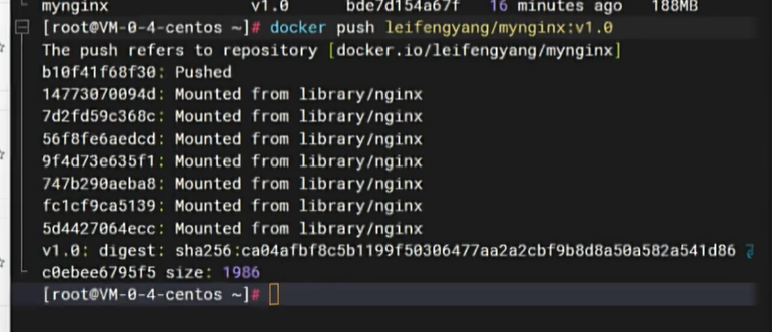 mynginx v1.0 bde7d154a67f 16 minutes ago 188MB
[root@VM-0-4-centos ~]# docker push leifengyang/mynginx:v1.0
The push refers to repository [docker.io/leifengyang/mynginx]
b10f41f68f30: Pushed
14773070094d: Mounted from library/nginx
7d2fd59c368c: Mounted from library/nginx
56f8fe6aedcd: Mounted from library/nginx
9f4d73e635f1: Mounted from library/nginx
747b290aeba8: Mounted from library/nginx
fc1cf9ca5139: Mounted from library/nginx
5d4427064ecc: Mounted from library/nginx
v1.0: digest: sha256:ca04afbf8c5b1199f50306477aa2a2cbf9b8d8a50a582a541d86
c0ebee6795f5 size: 1986
[root@VM-0-4-centos ~]#